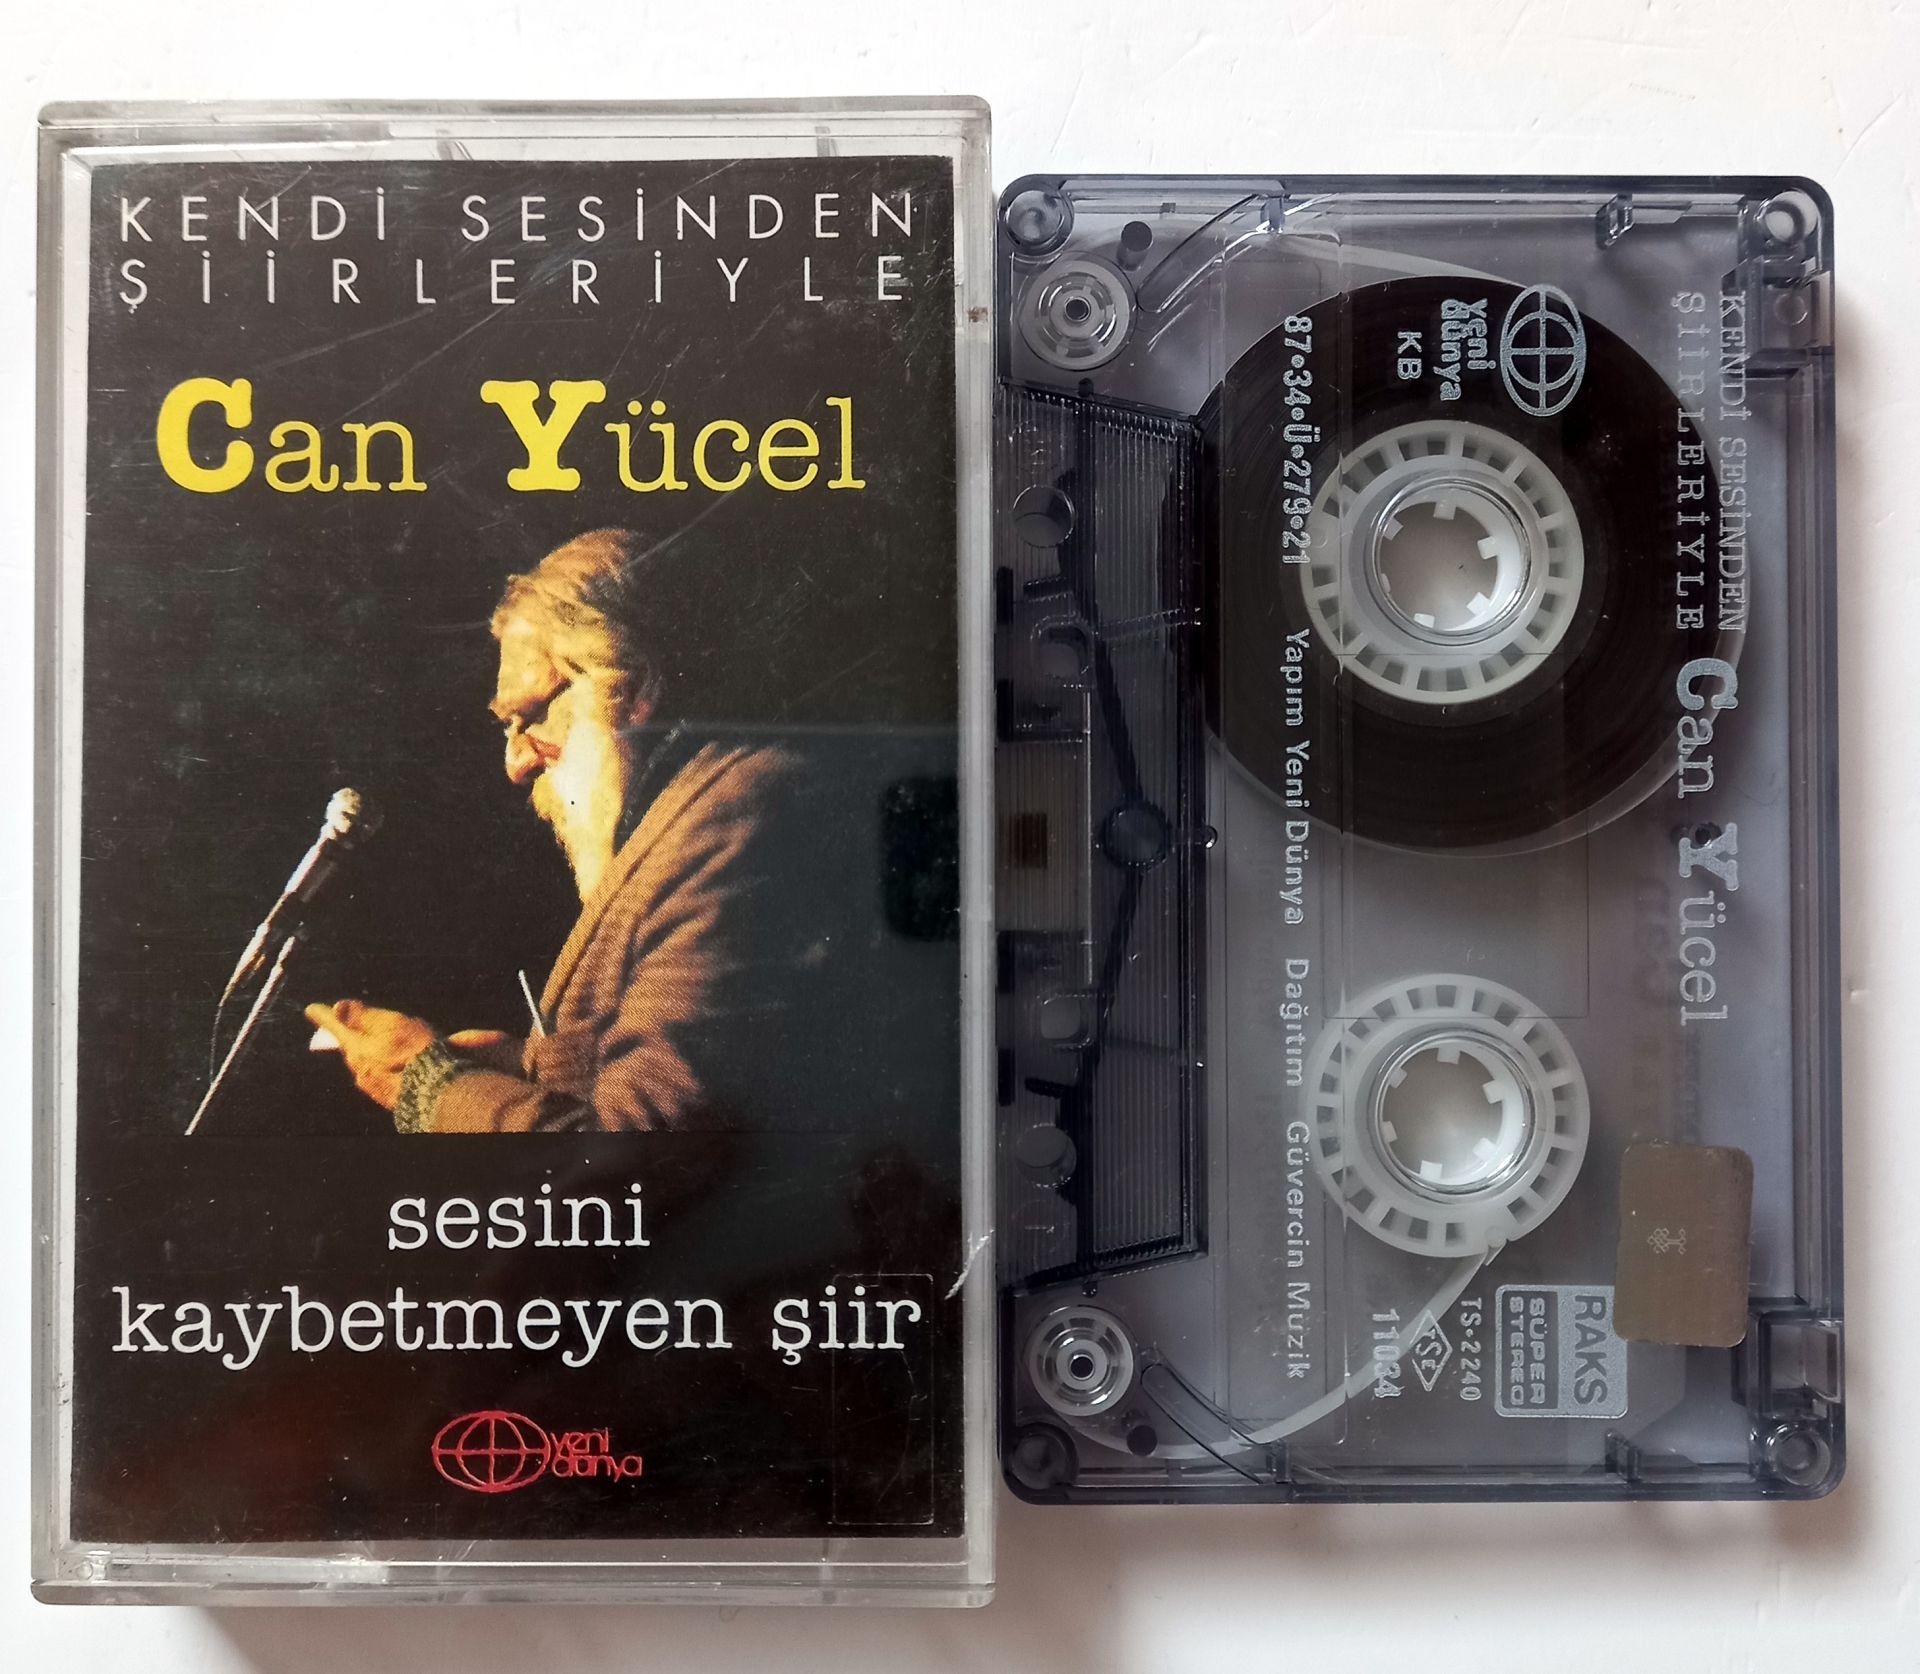 KENDİ SESİNDEN
ŞİİRLERİYLE
Can Yücel
sesini
kaybetmeyen şiir
yeni
dünya
KENDİ SESİNDEN
ŞİİRLERİYLE
Can Yücel
yeni
dünya
KB
87•34•Ü•279•21 Yapım Yeni Dünya Dağıtım Güvercin Müzik
RAKS
SÜPER
STEREO
TS•2240
TSE
11034